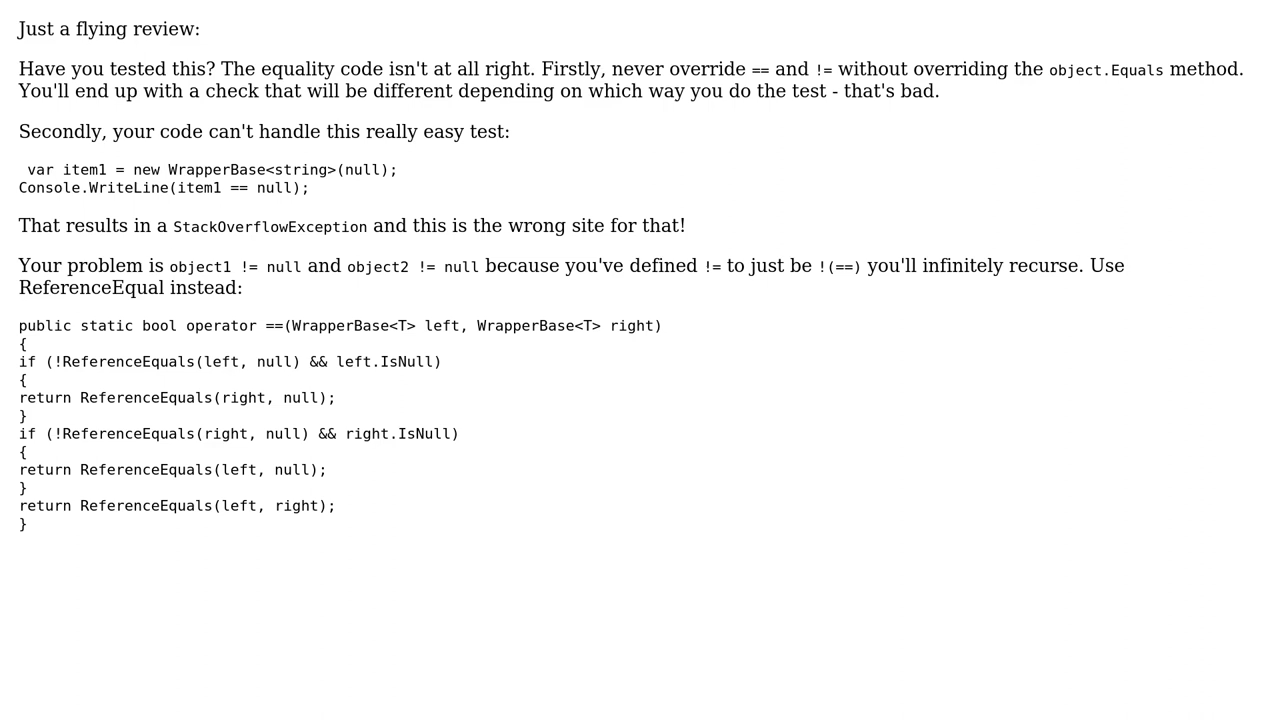 Just a flying review:
Have you tested this? The equality code isn't at all right. Firstly, never override == and != without overriding the object.Equals method.
You'll end up with a check that will be different depending on which way you do the test - that's bad.
Secondly, your code can't handle this really easy test:
var item1 = new WrapperBase<string>(null);
Console.WriteLine(item1 == null);
That results in a StackOverflowException and this is the wrong site for that!
Your problem is object1 != null and object2 != null because you've defined != to just be !(==) you'll infinitely recurse. Use
ReferenceEqual instead:
public static bool operator ==(WrapperBase<T> left, WrapperBase<T> right)
{
if (!ReferenceEquals(left, null) && left.IsNull)
{
return ReferenceEquals(right, null);
}
if (!ReferenceEquals(right, null) && right.IsNull)
{
return ReferenceEquals(left, null);
}
return ReferenceEquals(left, right);
}